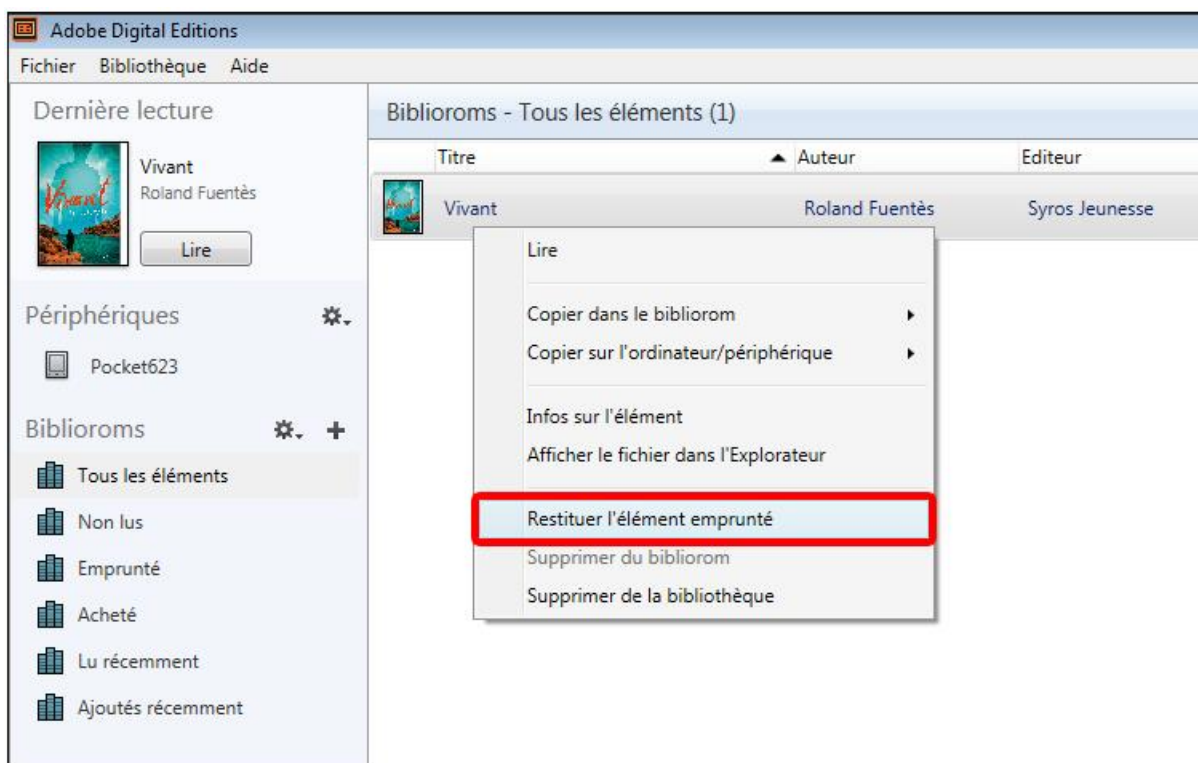 Adobe Digital Editions
Fichier Bibliothèque Aide
Dernière lecture
Vivant
Vivant
Roland Fuentès
Lire
Périphériques
Pocket623
Biblioroms
Tous les éléments
Non lus
Emprunté
Acheté
Lu récemment
Ajoutés récemment
Biblioroms - Tous les éléments (1)
Titre Auteur Editeur
Vivant Roland Fuentès Syros Jeunesse
Lire
Copier dans le bibliorom
Copier sur l'ordinateur/périphérique
Infos sur l'élément
Afficher le fichier dans l'Explorateur
Restituer l'élément emprunté
Supprimer du bibliorom
Supprimer de la bibliothèque